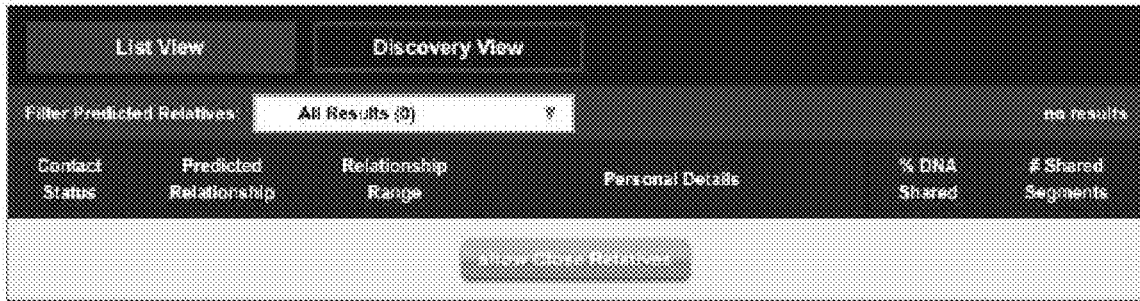 List View
Discovery View
Filter Predicted Relatives:
All Results (0)
no results
Contact
Status
Predicted
Relationship
Relationship
Range
Personal Details
% DNA
Shared
# Shared
Segments